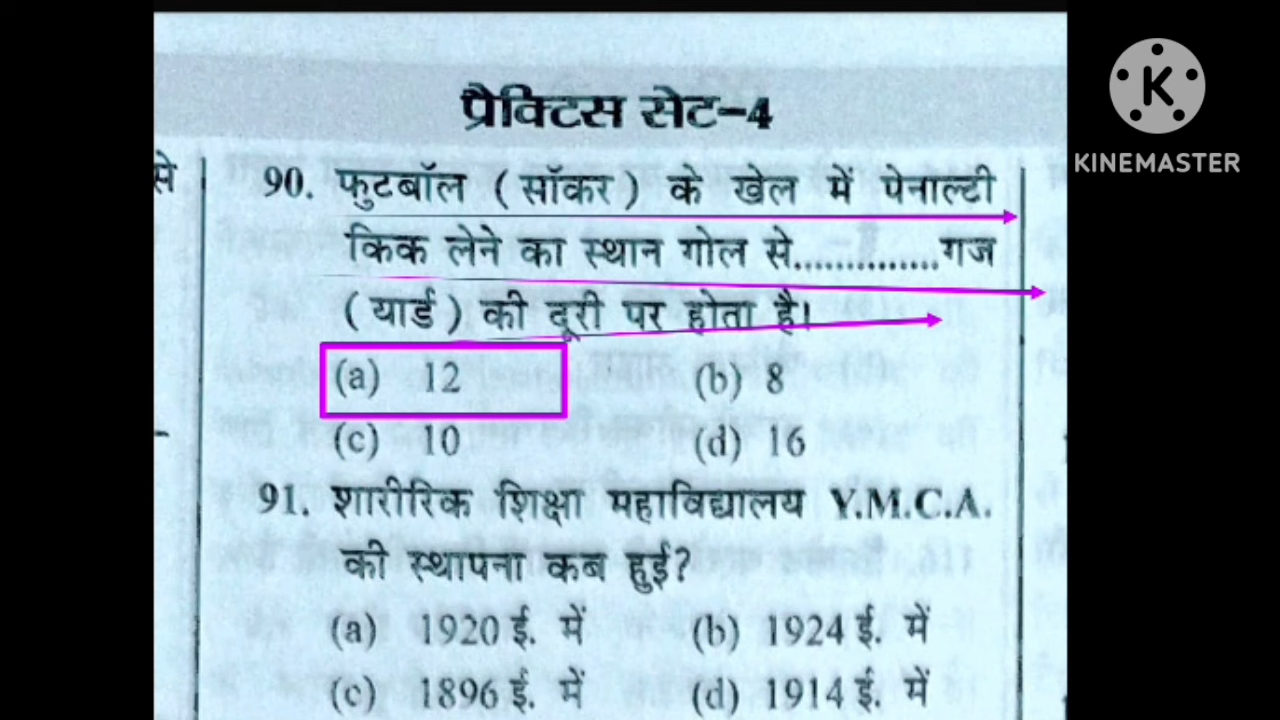 प्रैक्टिस सेट-4
से
90. फुटबॉल (सॉकर) के खेल में पेनाल्टी
किक लेने का स्थान गोल से..............गज
(यार्ड) की दूरी पर होता है।
(a) 12 (b) 8
(c) 10 (d) 16
91. शारीरिक शिक्षा महाविद्यालय Y.M.C.A.
की स्थापना कब हुई?
(a) 1920 ई. में (b) 1924 ई. में
(c) 1896 ई. में (d) 1914 ई. में
K
KINEMASTER